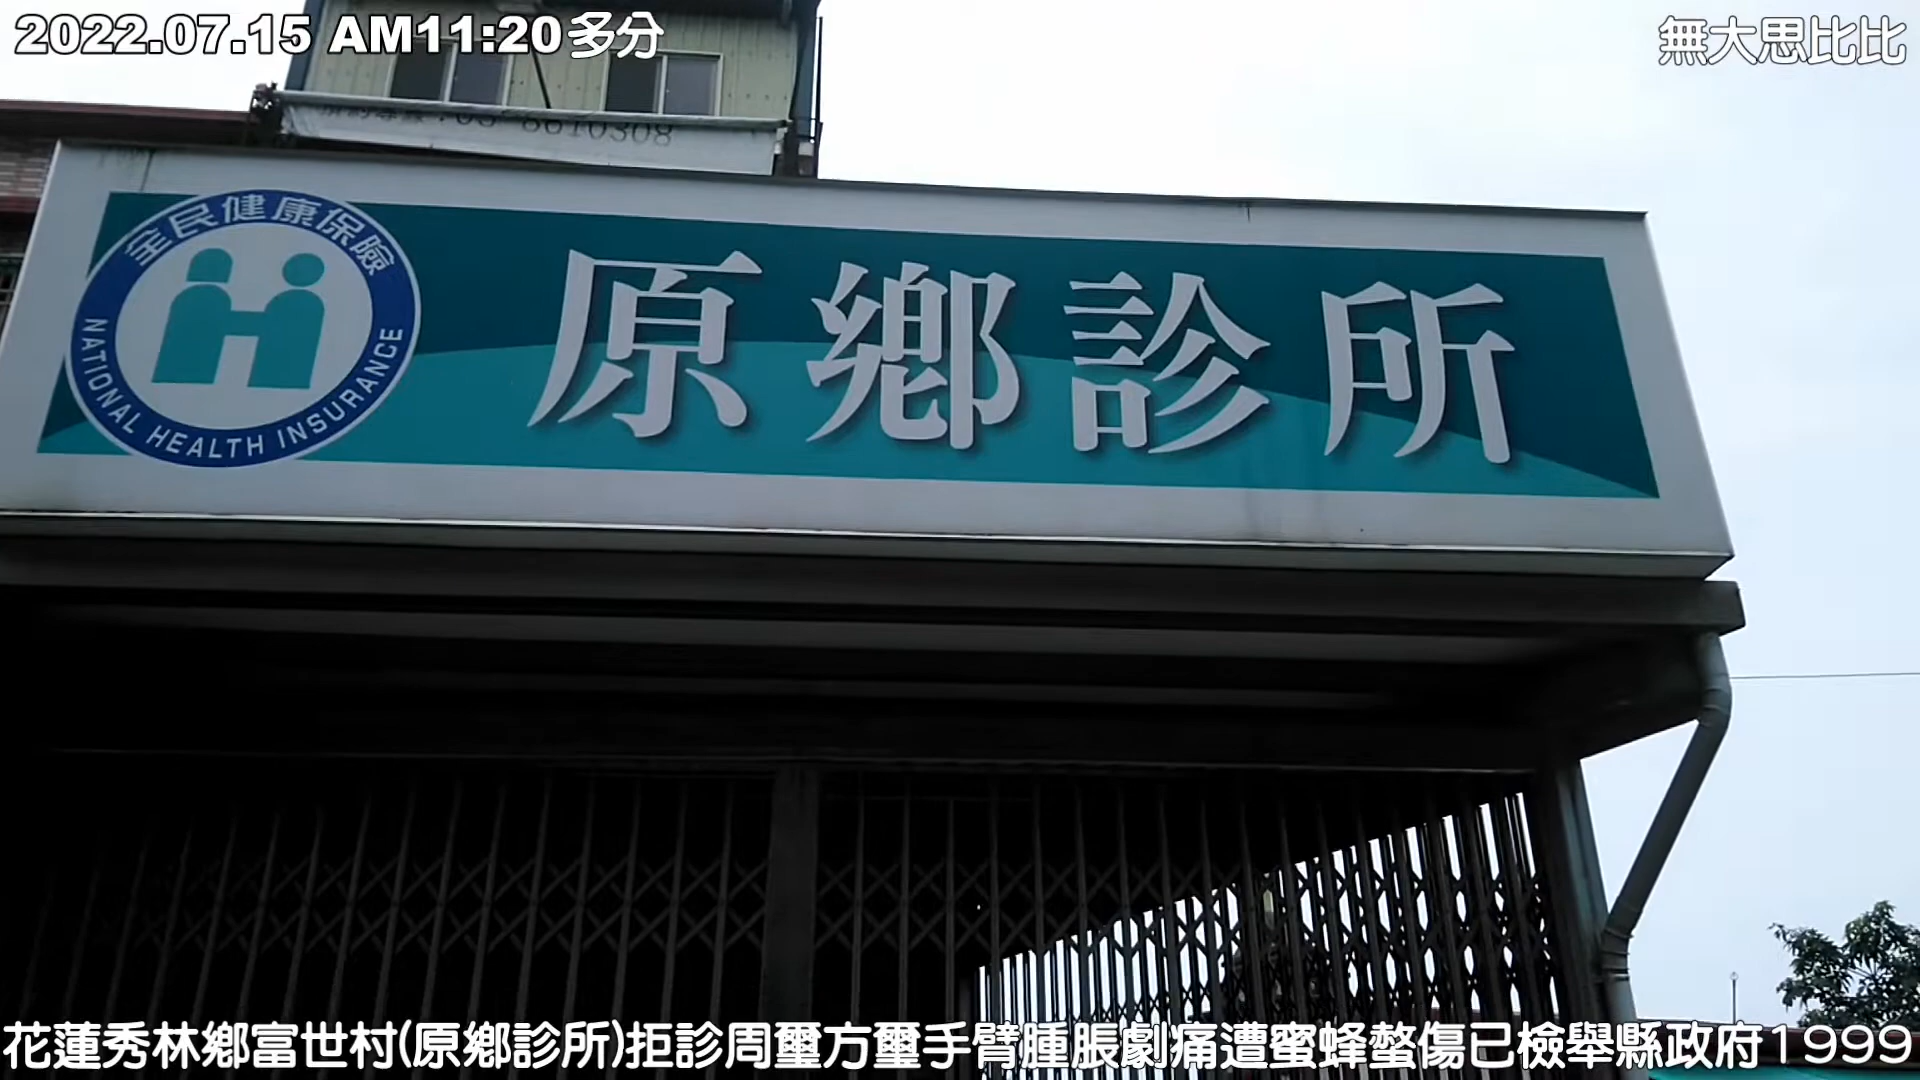 2022.07.15 AM11:20多分
無大思比比
03-8610308
全民健康保險
NATIONAL HEALTH INSURANCE
原鄉診所
花蓮秀林鄉富世村(原鄉診所)拒診周璽方璽手臂腫脹劇痛遭蜜蜂螫傷已檢舉縣政府1999